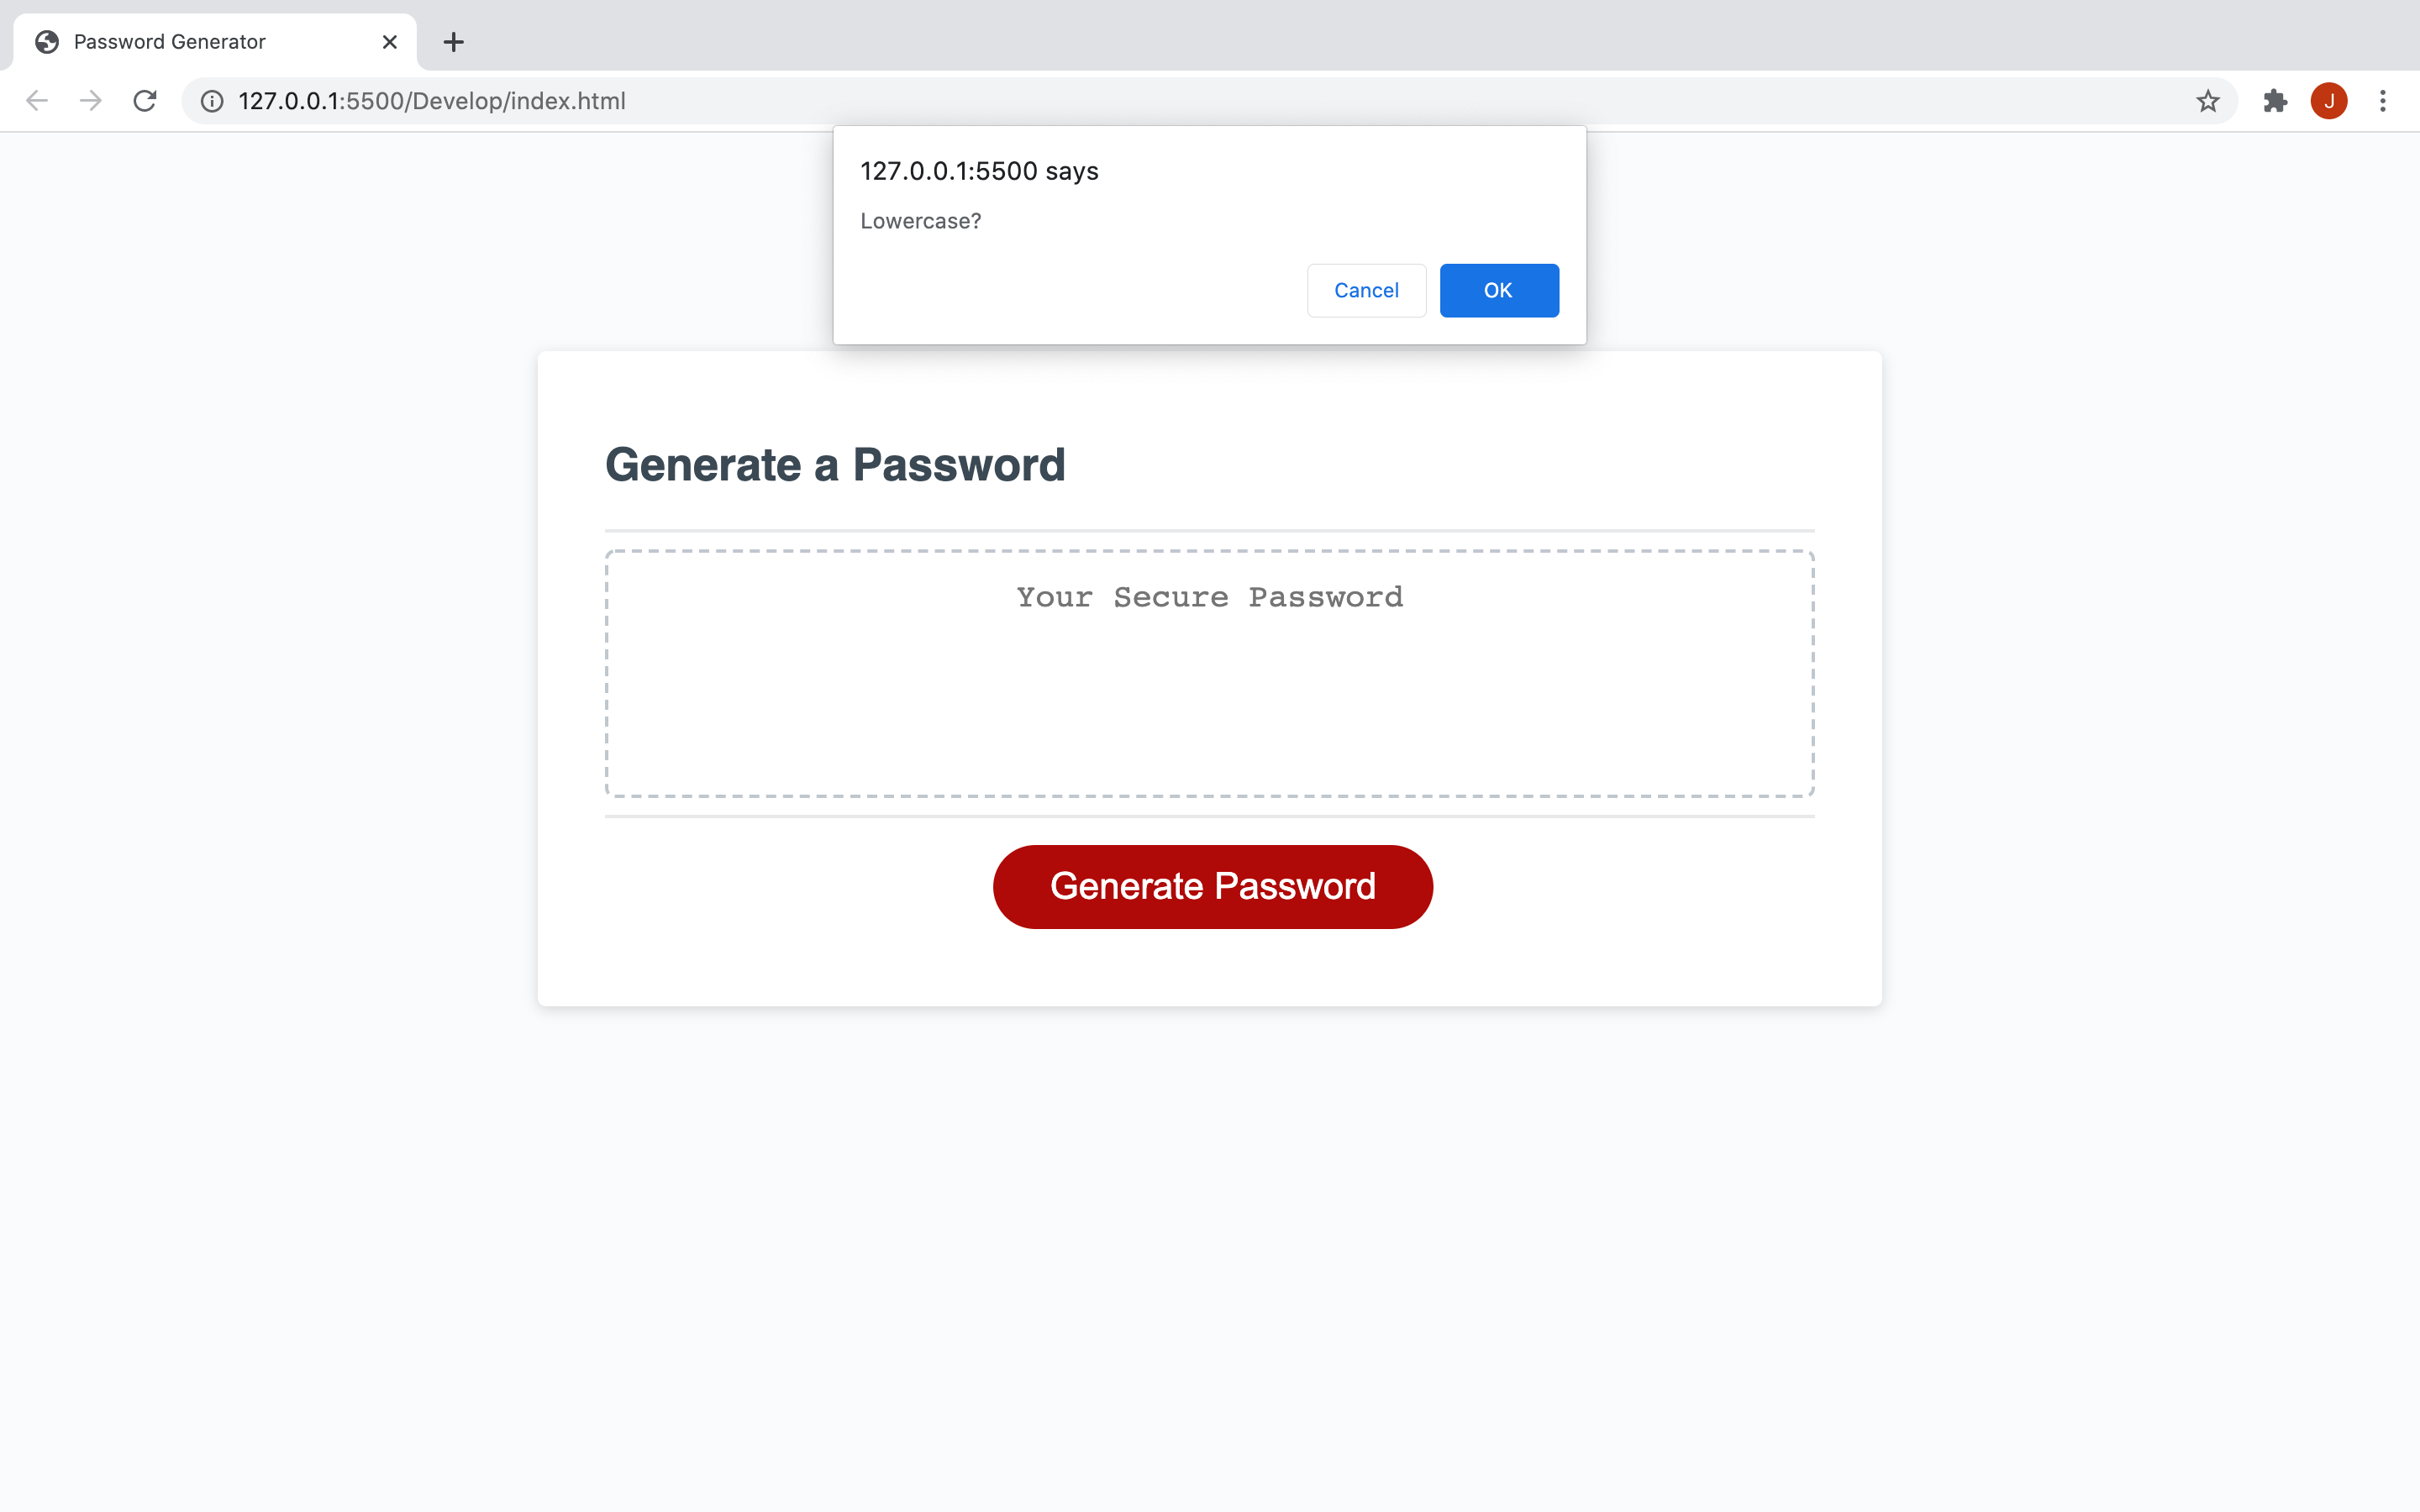 Password Generator
127.0.0.1:5500/Develop/index.html
J
127.0.0.1:5500 says
Lowercase?
Cancel OK
Generate a Password
Your Secure Password
Generate Password